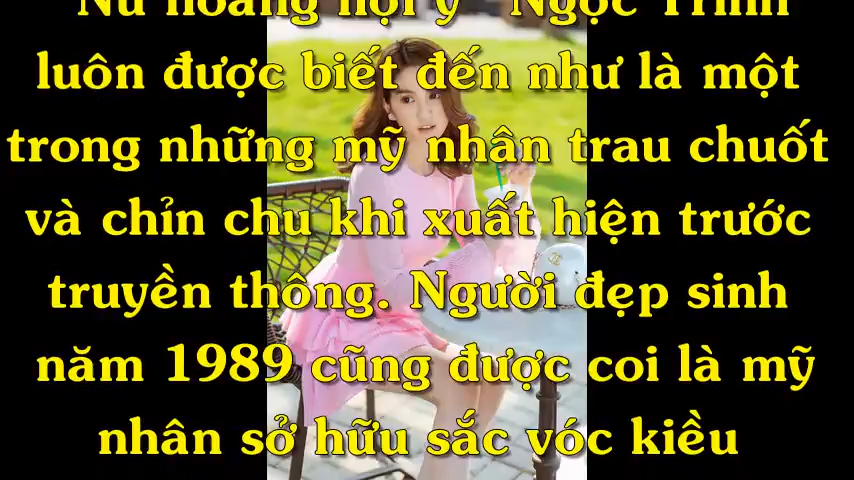 Nữ hoàng nội y" Ngọc Trinh
luôn được biết đến như là một
trong những mỹ nhân trau chuốt
và chỉn chu khi xuất hiện trước
truyền thông. Người đẹp sinh
năm 1989 cũng được coi là mỹ
nhân sở hữu sắc vóc kiều